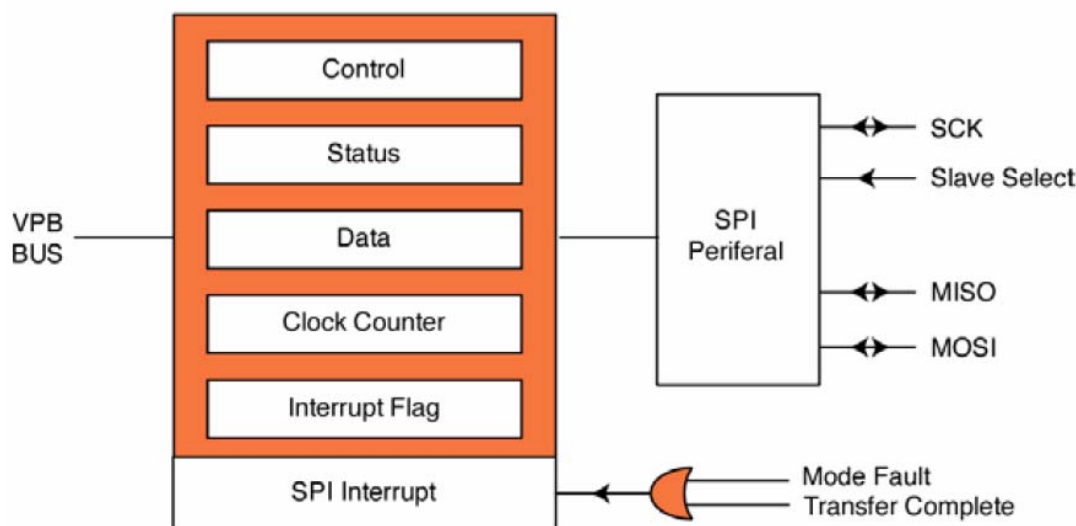 Control
Status
Data
Clock Counter
Interrupt Flag
SPI Interrupt
VPB
BUS
SPI
Periferal
SCK
Slave Select
MISO
MOSI
Mode Fault
Transfer Complete